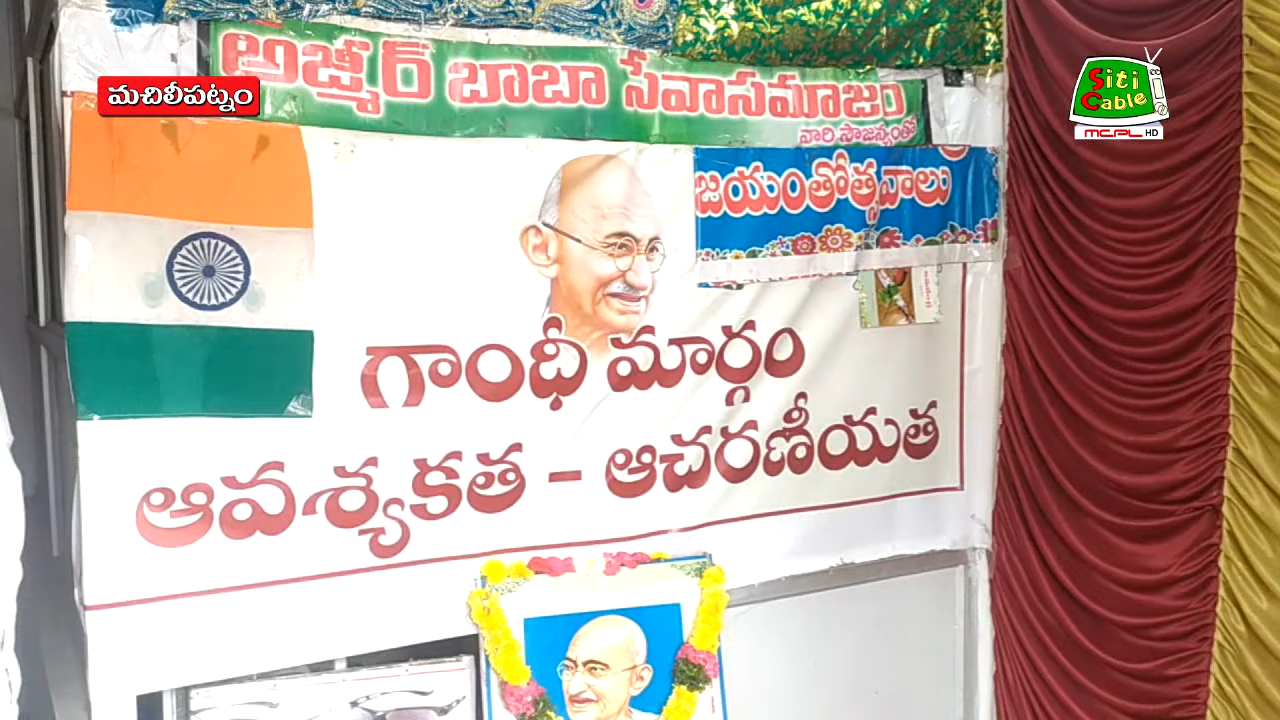 అజ్మీర్ బాబా సేవాసమాజం
వారి సౌజన్యంతో
మచిలీపట్నం
Siti
Cable
MCPL HD
జయంతోత్సవాలు
గాంధీ మార్గం
ఆవశ్యకత - ఆచరణీయత